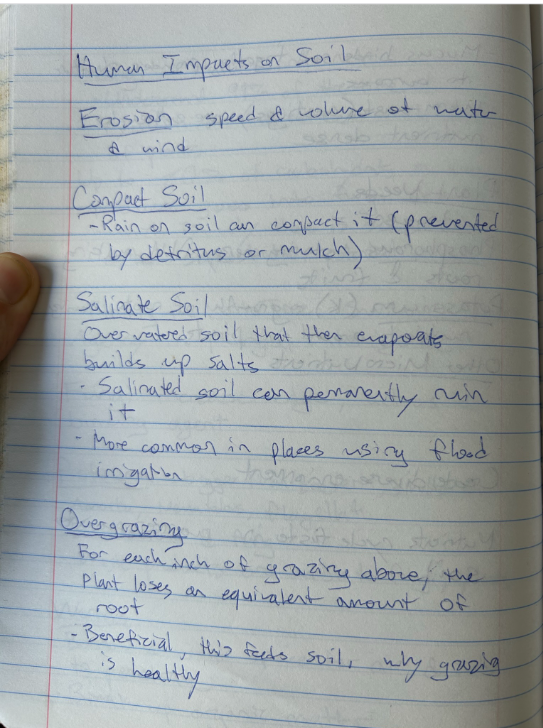 Human Impacts on Soil
Erosion speed & volume of water
& wind
Compact Soil
- Rain on soil can compact it (prevented
by detritus or mulch)
Salinate Soil
Over watered soil that then evaporates
builds up salts
- Salinated soil can permanently ruin
it
- More common in places using flood
irrigation
Overgrazing
For each inch of grazing above, the
plant loses an equivalent amount of
root
- Beneficial, this feeds soil, why grazing
is healthy